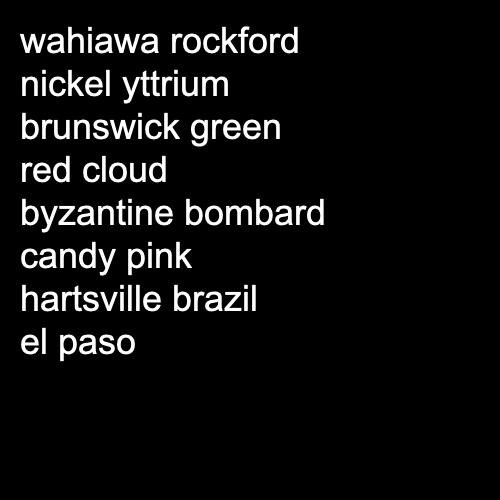 wahiawa rockford
nickel yttrium
brunswick green
red cloud
byzantine bombard
candy pink
hartsville brazil
el paso